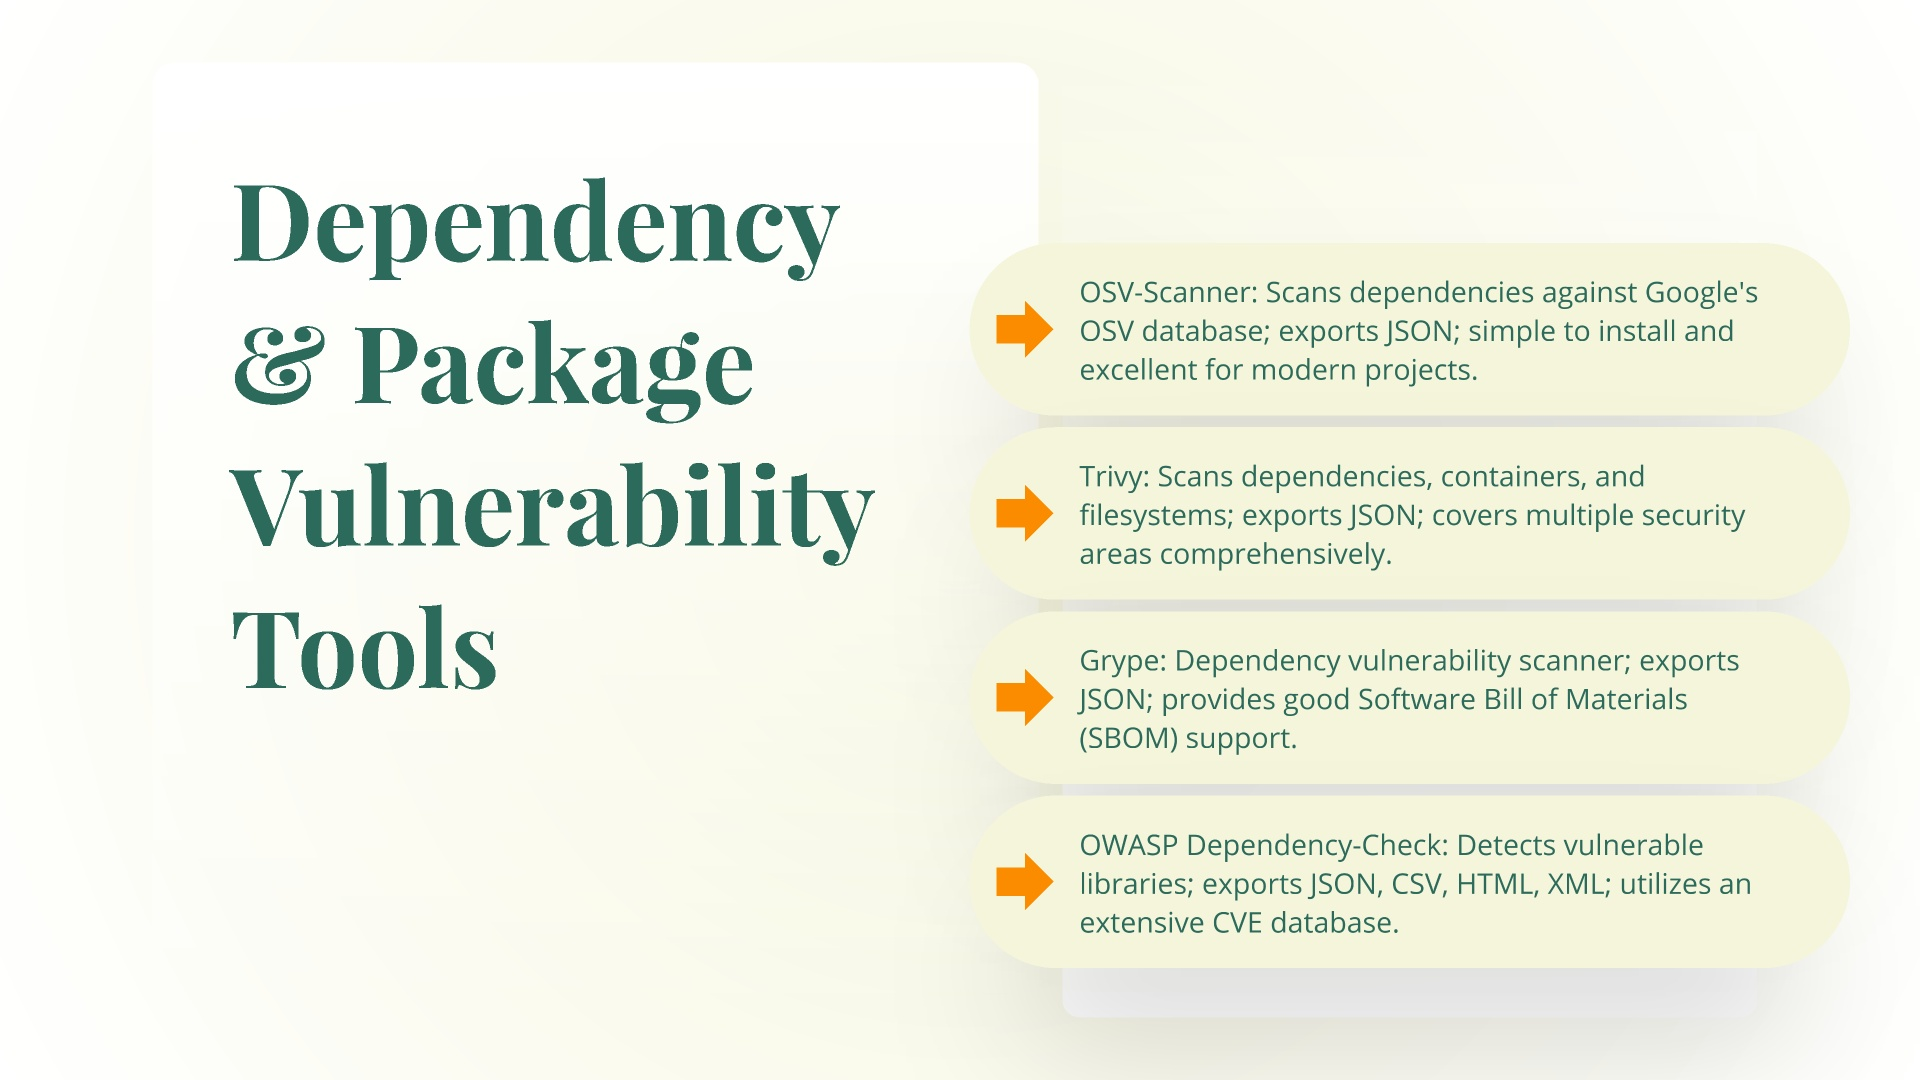 Dependency
& Package
Vulnerability
Tools
OSV-Scanner: Scans dependencies against Google's
OSV database; exports JSON; simple to install and
excellent for modern projects.
Trivy: Scans dependencies, containers, and
filesystems; exports JSON; covers multiple security
areas comprehensively.
Grype: Dependency vulnerability scanner; exports
JSON; provides good Software Bill of Materials
(SBOM) support.
OWASP Dependency-Check: Detects vulnerable
libraries; exports JSON, CSV, HTML, XML; utilizes an
extensive CVE database.